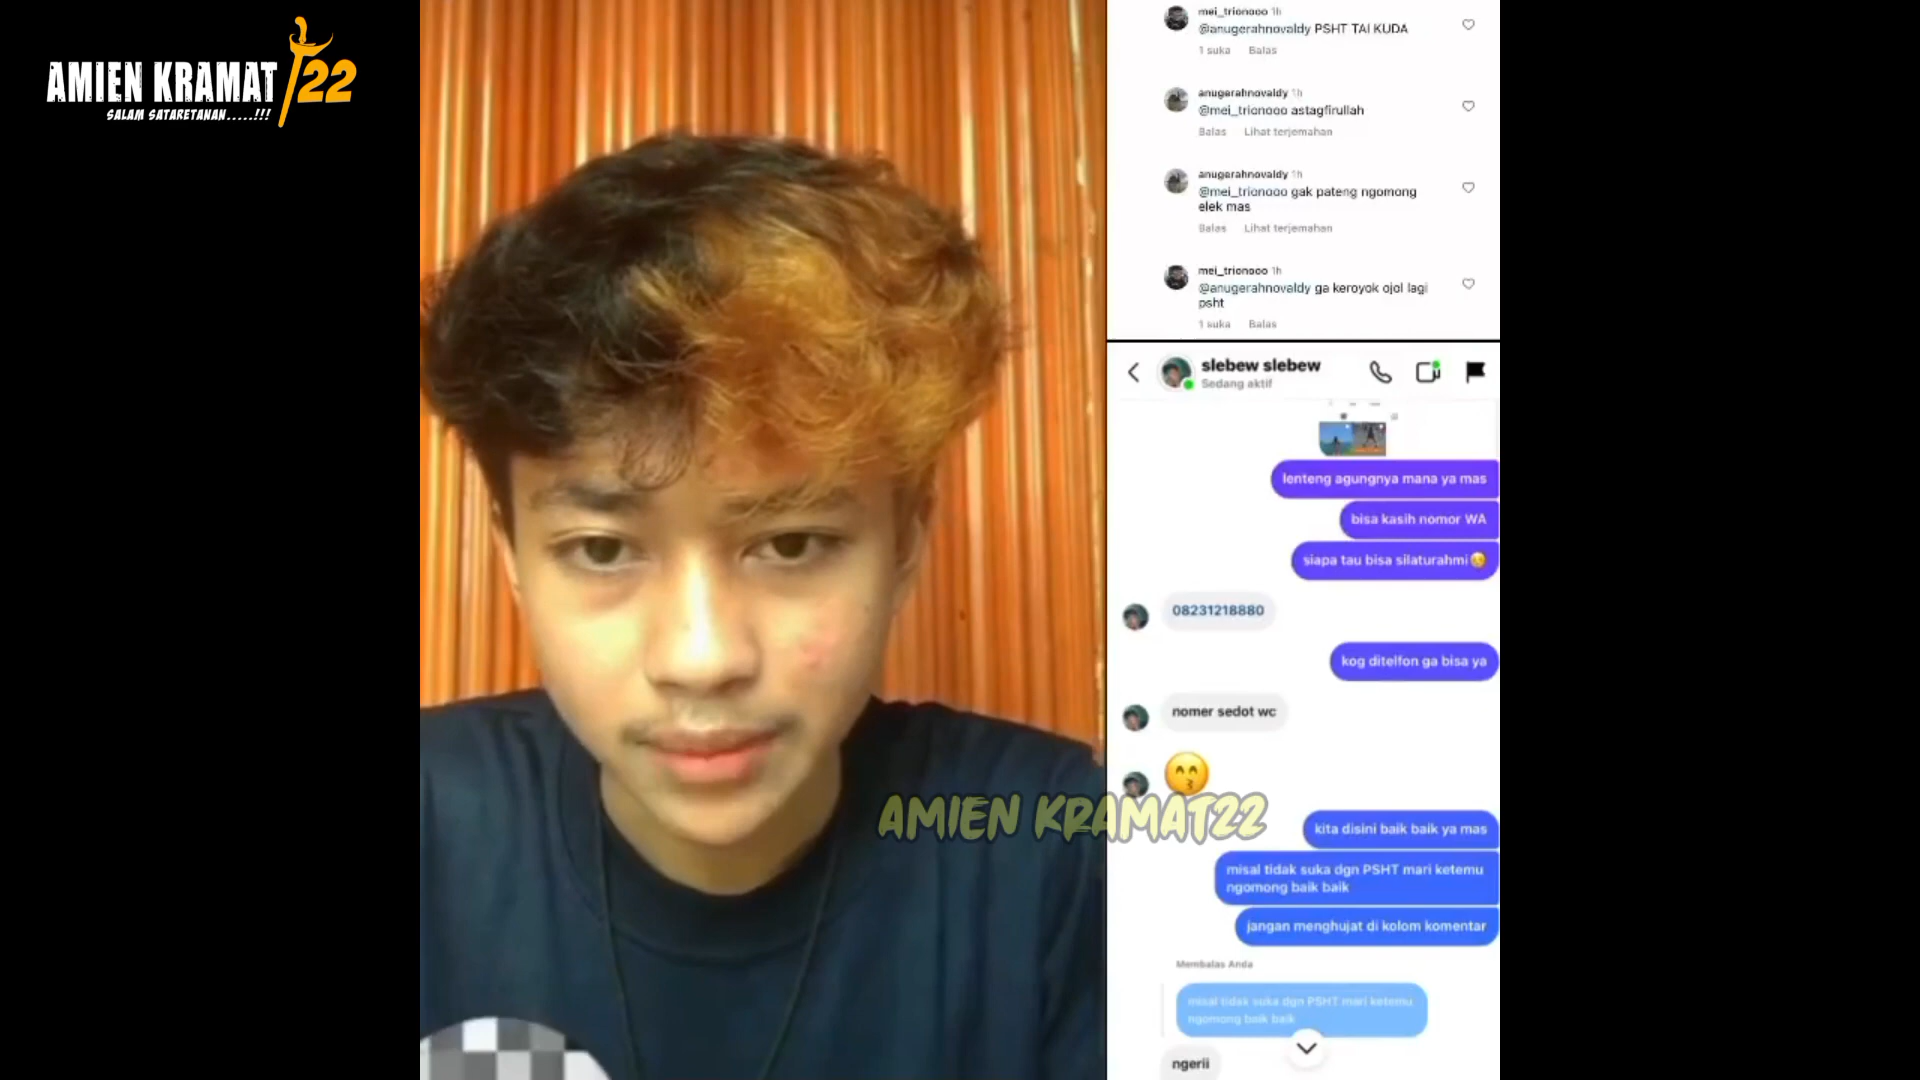 AMIEN KRAMAT 22
SALAM SATARETANAN.....!!!
mei_trionooo 1h
@anugerahnovaldy PSHT TAI KUDA
1 suka Balas
anugerahnovaldy 1h
@mei_trionooo astagfirullah
Balas Lihat terjemahan
anugerahnovaldy 1h
@mei_trionooo gak pateng ngomong
elek mas
Balas Lihat terjemahan
mei_trionooo 1h
@anugerahnovaldy ga keroyok ojol lagi
psht
1 suka Balas
slebew slebew
Sedang aktif
lenteng agungnya mana ya mas
bisa kasih nomor WA
siapa tau bisa silaturahmi
08231218880
kog ditelfon ga bisa ya
nomer sedot wc
AMIEN KRAMAT22
kita disini baik baik ya mas
misal tidak suka dgn PSHT mari ketemu
ngomong baik baik
jangan menghujat di kolom komentar
Membalas Anda
misal tidak suka dgn PSHT mari ketemu
ngomong baik baik
ngerii